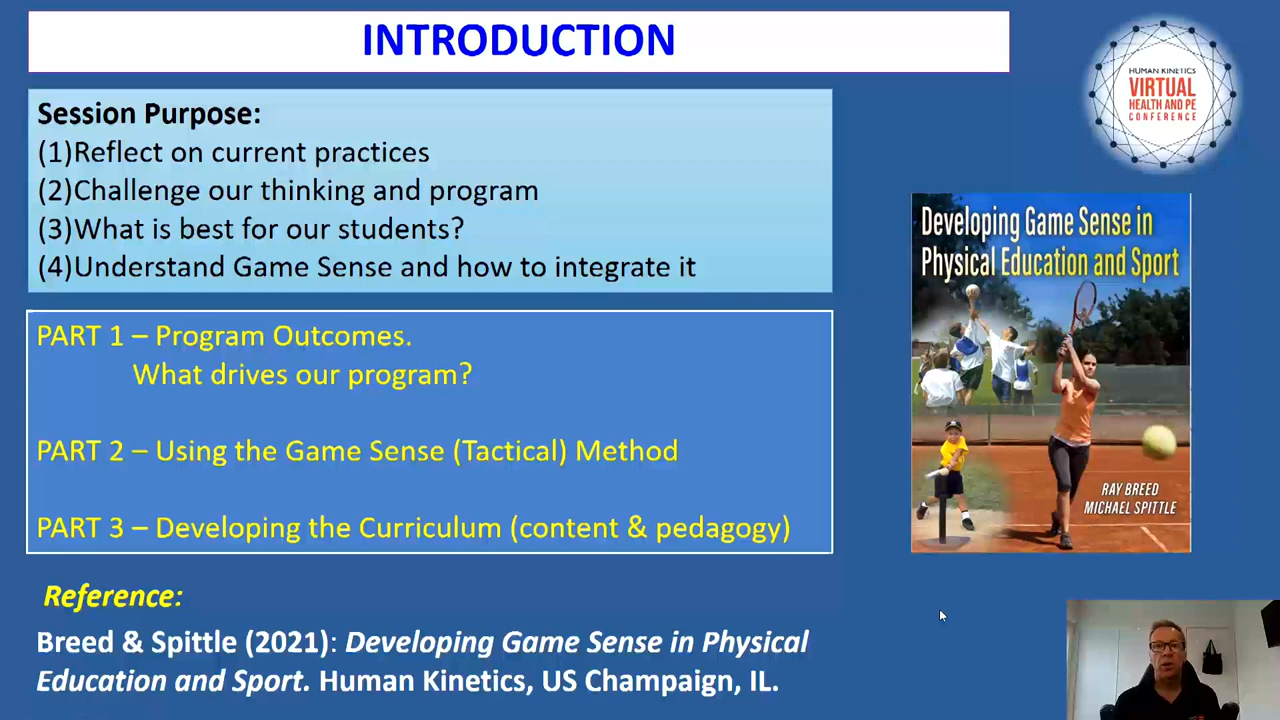 INTRODUCTION
HUMAN KINETICS
VIRTUAL
HEALTH AND PE
CONFERENCE
Session Purpose:
(1)Reflect on current practices
(2)Challenge our thinking and program
(3)What is best for our students?
(4)Understand Game Sense and how to integrate it
Developing Game Sense in
Physical Education and Sport
RAY BREED
MICHAEL SPITTLE
PART 1 – Program Outcomes.
What drives our program?
PART 2 – Using the Game Sense (Tactical) Method
PART 3 – Developing the Curriculum (content & pedagogy)
Reference:
Breed & Spittle (2021): Developing Game Sense in Physical
Education and Sport. Human Kinetics, US Champaign, IL.